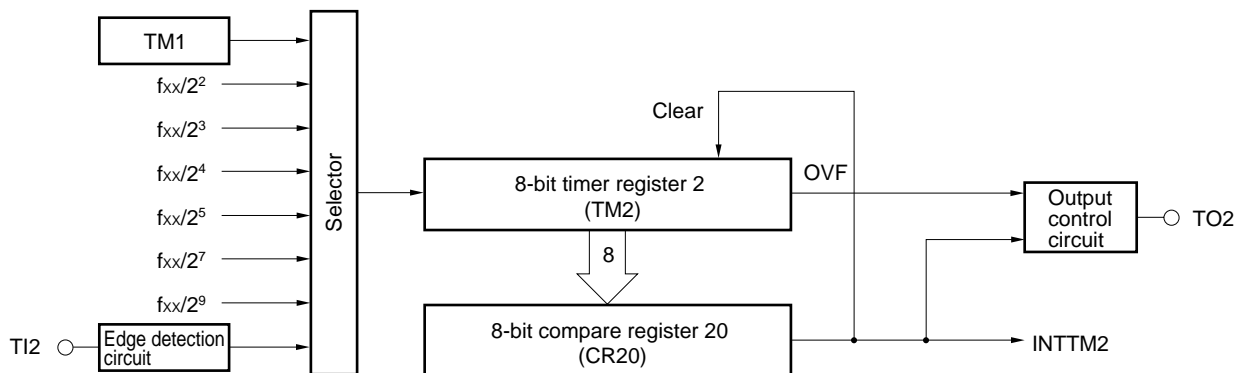 TM1
fxx/2²
fxx/2³
fxx/2⁴
fxx/2⁵
fxx/2⁷
fxx/2⁹
TI2
Edge detection
circuit
Selector
Clear
8-bit timer register 2
(TM2)
OVF
8
8-bit compare register 20
(CR20)
Output
control
circuit
TO2
INTTM2